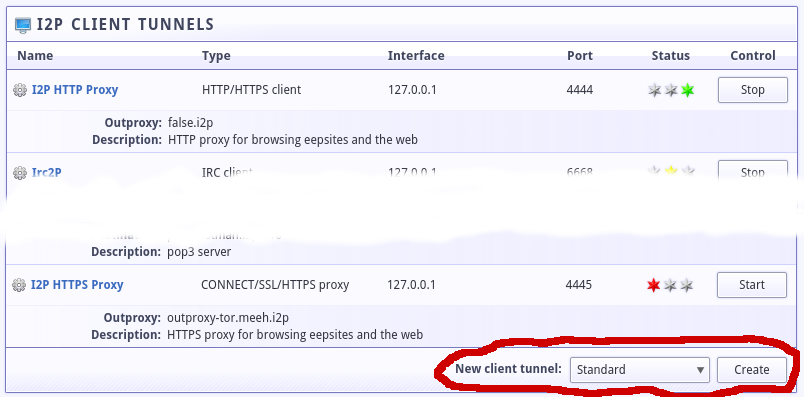 I2P CLIENT TUNNELS
Name Type Interface Port Status Control
I2P HTTP Proxy HTTP/HTTPS client 127.0.0.1 4444 Stop
Outproxy: false.i2p
Description: HTTP proxy for browsing eepsites and the web
Irc2P IRC client 127.0.0.1 6668 Stop
Description: pop3 server
I2P HTTPS Proxy CONNECT/SSL/HTTPS proxy 127.0.0.1 4445 Start
Outproxy: outproxy-tor.meeh.i2p
Description: HTTPS proxy for browsing eepsites and the web
New client tunnel: Standard Create